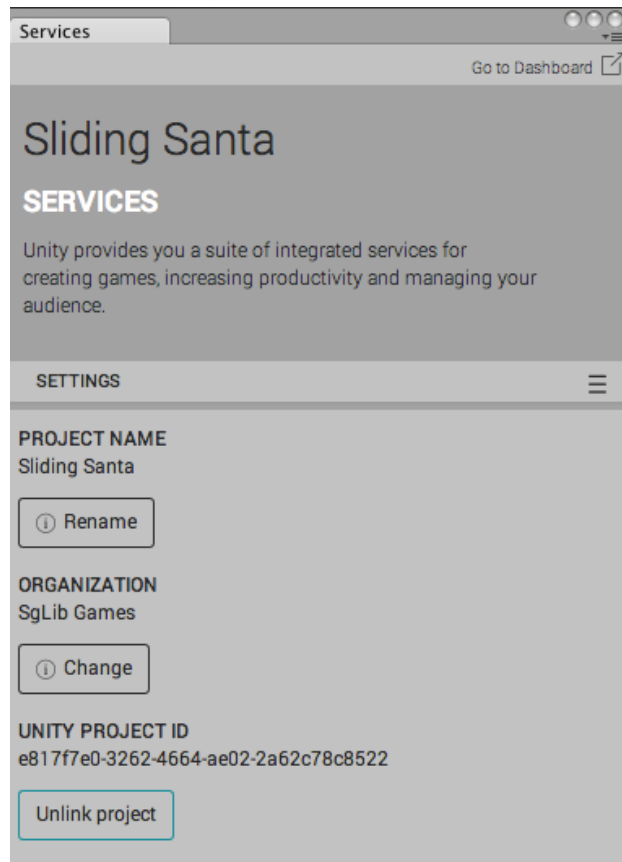 Services
Go to Dashboard
Sliding Santa
SERVICES
Unity provides you a suite of integrated services for
creating games, increasing productivity and managing your
audience.
SETTINGS
PROJECT NAME
Sliding Santa
Rename
ORGANIZATION
SgLib Games
Change
UNITY PROJECT ID
e817f7e0-3262-4664-ae02-2a62c78c8522
Unlink project